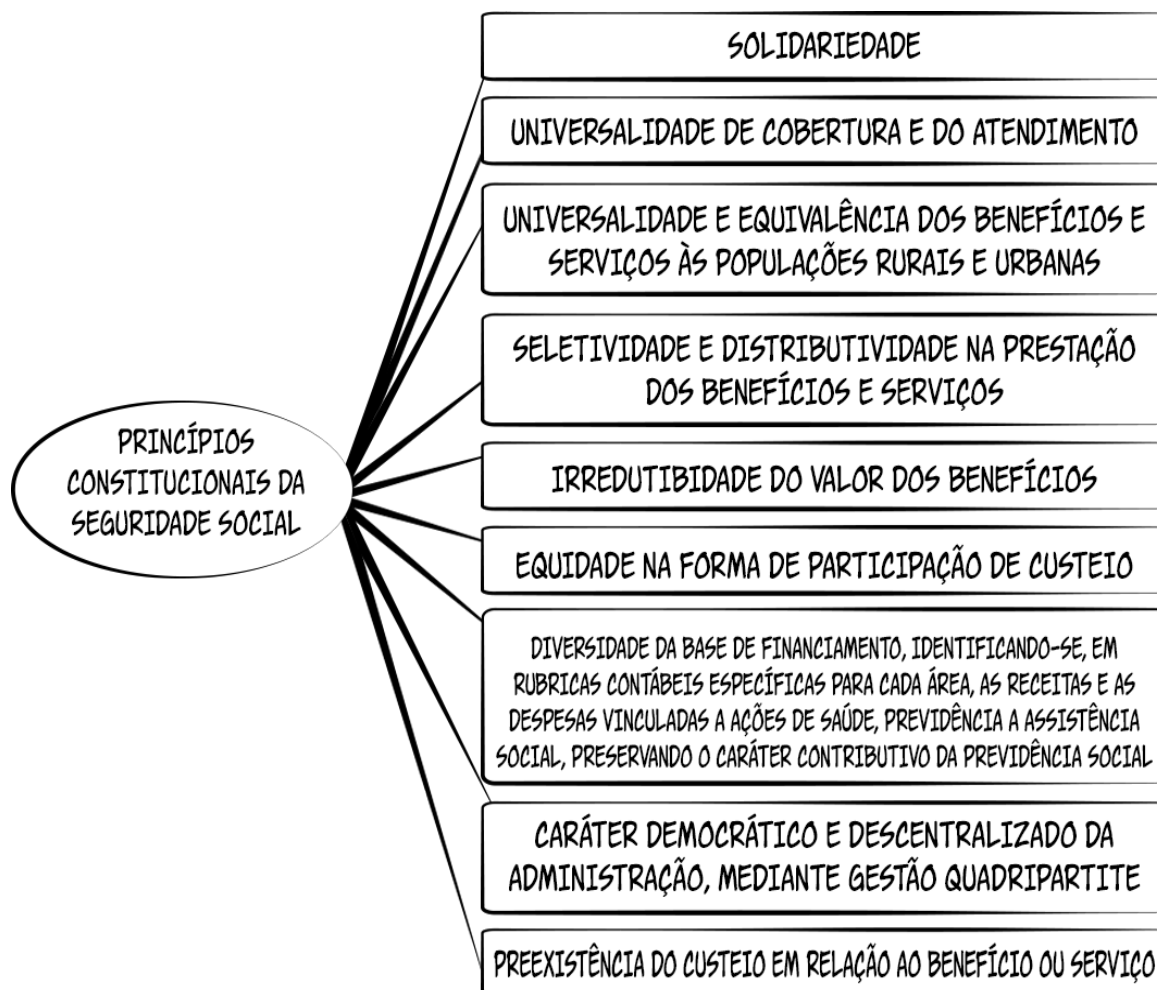 SOLIDARIEDADE
UNIVERSALIDADE DE COBERTURA E DO ATENDIMENTO
UNIVERSALIDADE E EQUIVALÊNCIA DOS BENEFÍCIOS E
SERVIÇOS ÀS POPULAÇÕES RURAIS E URBANAS
SELETIVIDADE E DISTRIBUTIVIDADE NA PRESTAÇÃO
DOS BENEFÍCIOS E SERVIÇOS
PRINCÍPIOS
CONSTITUCIONAIS DA
SEGURIDADE SOCIAL
IRREDUTIBIDADE DO VALOR DOS BENEFÍCIOS
EQUIDADE NA FORMA DE PARTICIPAÇÃO DE CUSTEIO
DIVERSIDADE DA BASE DE FINANCIAMENTO, IDENTIFICANDO-SE, EM
RUBRICAS CONTÁBEIS ESPECÍFICAS PARA CADA ÁREA, AS RECEITAS E AS
DESPESAS VINCULADAS A AÇÕES DE SAÚDE, PREVIDÊNCIA A ASSISTÊNCIA
SOCIAL, PRESERVANDO O CARÁTER CONTRIBUTIVO DA PREVIDÊNCIA SOCIAL
CARÁTER DEMOCRÁTICO E DESCENTRALIZADO DA
ADMINISTRAÇÃO, MEDIANTE GESTÃO QUADRIPARTITE
PREEXISTÊNCIA DO CUSTEIO EM RELAÇÃO AO BENEFÍCIO OU SERVIÇO